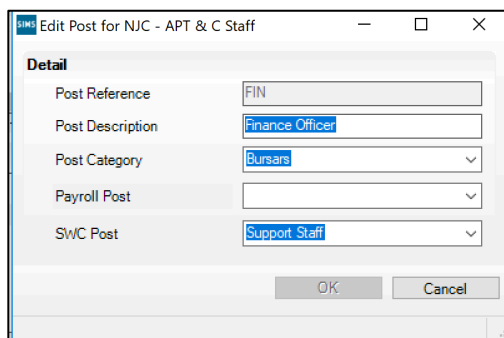 SIMS Edit Post for NJC - APT & C Staff
Detail
Post Reference FIN
Post Description Finance Officer
Post Category Bursars
Payroll Post
SWC Post Support Staff
OK Cancel